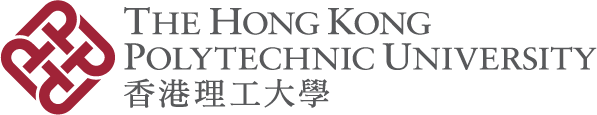 THE HONG KONG
POLYTECHNIC UNIVERSITY
香港理工大學